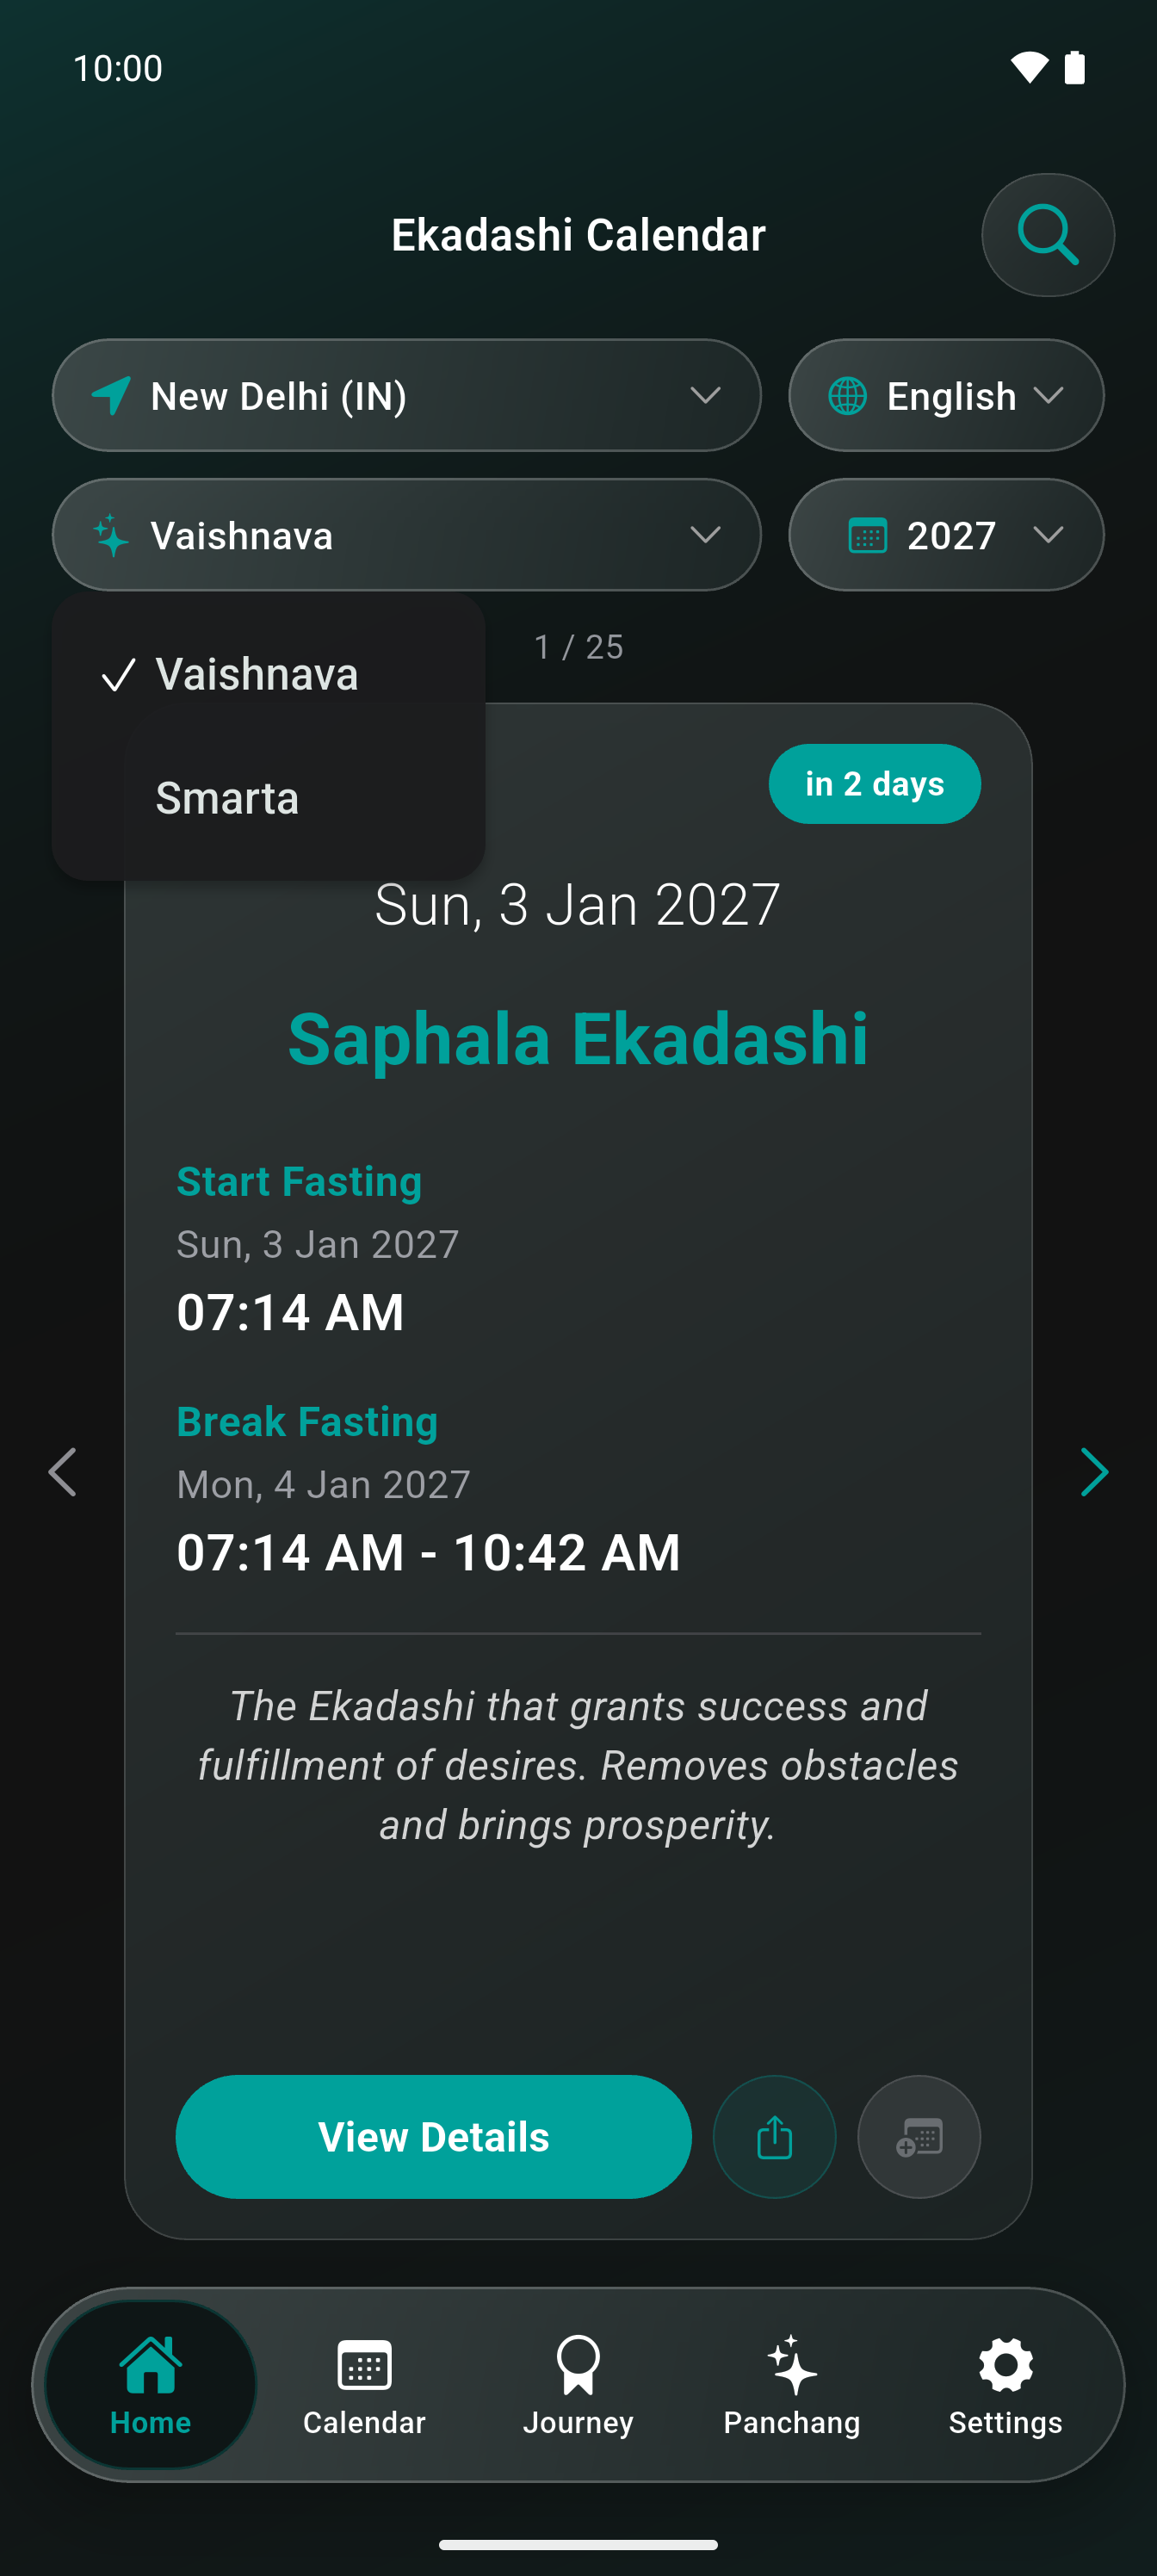 10:00
Ekadashi Calendar
New Delhi (IN)
English
Vaishnava
2027
1 / 25
Vaishnava
Smarta
in 2 days
Sun, 3 Jan 2027
Saphala Ekadashi
Start Fasting
Sun, 3 Jan 2027
07:14 AM
Break Fasting
Mon, 4 Jan 2027
07:14 AM - 10:42 AM
The Ekadashi that grants success and
fulfillment of desires. Removes obstacles
and brings prosperity.
View Details
Home
Calendar
Journey
Panchang
Settings